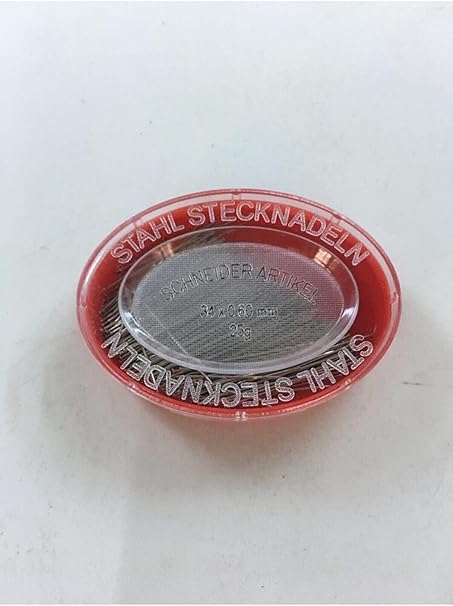 STAHL STECKNADELN
SCHNEIDER ARTIKEL
34 x 0.60 mm
25g
STAHL STECKNADELN